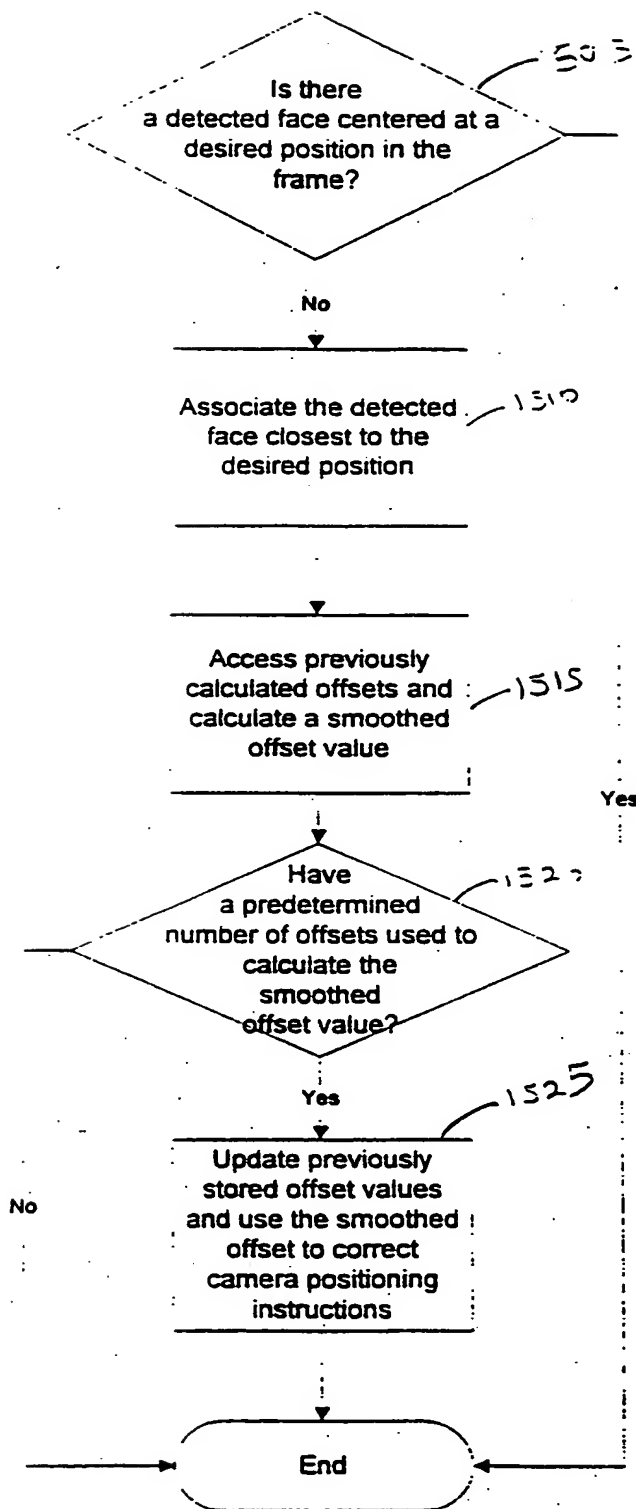 503
Is there
a detected face centered at a
desired position in the
frame?
No
Associate the detected
face closest to the
desired position
1510
Access previously
calculated offsets and
calculate a smoothed
offset value
1515
Yes
Have
a predetermined
number of offsets used to
calculate the
smoothed
offset value?
1520
Yes
1525
Update previously
stored offset values
and use the smoothed
offset to correct
camera positioning
instructions
No
End